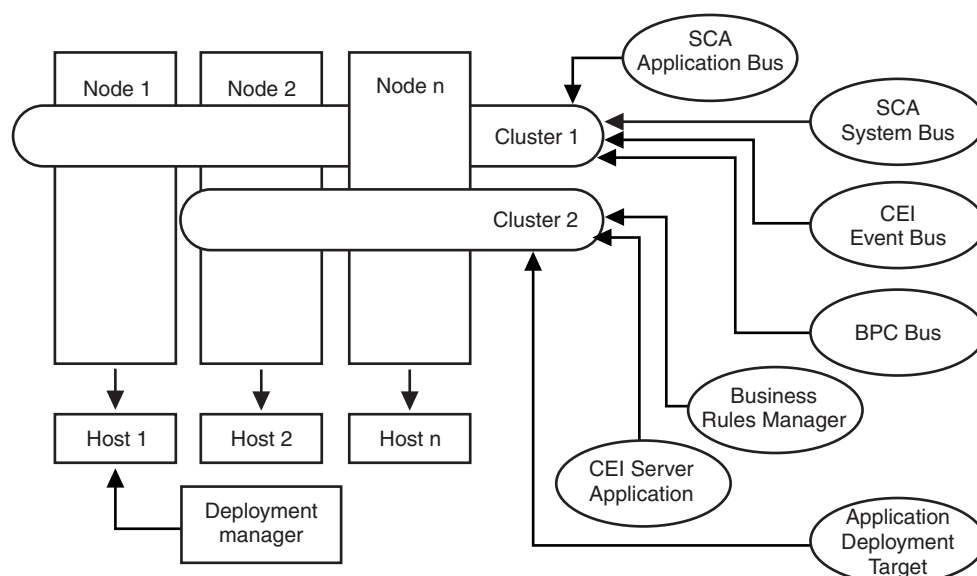 SCA
Application Bus
Node 1
Node 2
Node n
SCA
System Bus
Cluster 1
CEI
Event Bus
Cluster 2
BPC Bus
Business
Rules Manager
Host 1
Host 2
Host n
CEI Server
Application
Deployment
manager
Application
Deployment
Target